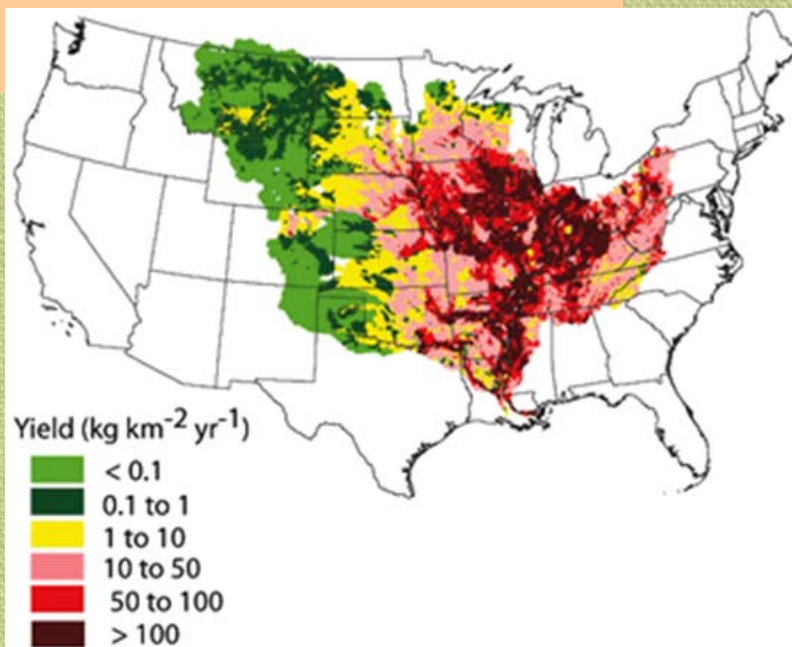 Yield (kg km⁻² yr⁻¹)
< 0.1
0.1 to 1
1 to 10
10 to 50
50 to 100
> 100